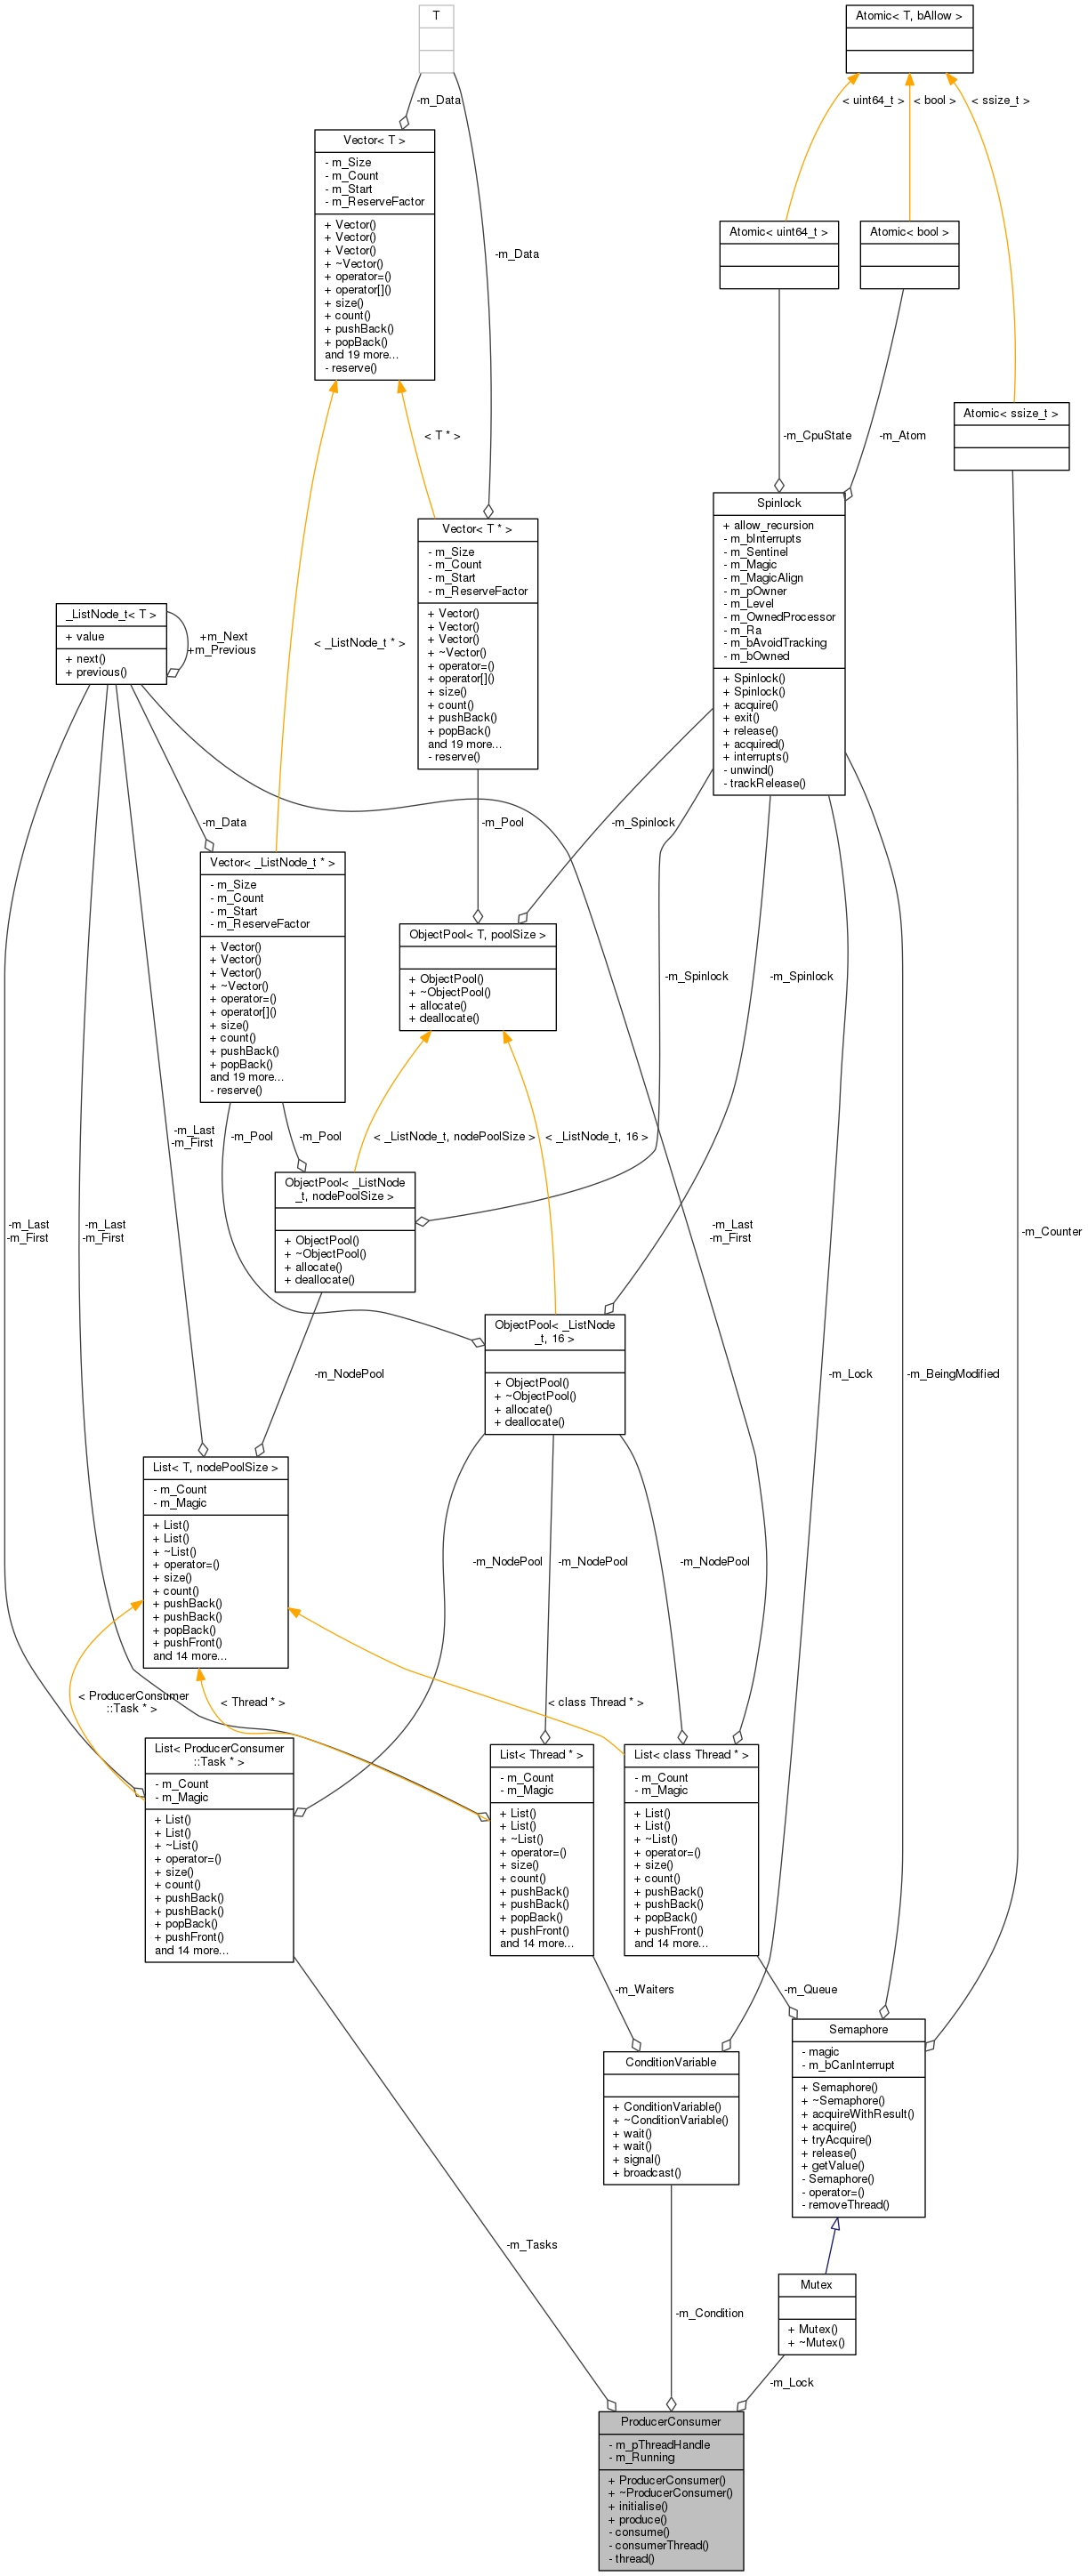 T
Atomic< T, bAllow >
-m_Data
< uint64_t >
< bool >
< ssize_t >
Vector< T >
- m_Size
- m_Count
- m_Start
- m_ReserveFactor
+ Vector()
+ Vector()
+ Vector()
+ ~Vector()
+ operator=()
+ operator[]()
+ size()
+ count()
+ pushBack()
+ popBack()
and 19 more...
- reserve()
-m_Data
Atomic< uint64_t >
Atomic< bool >
Atomic< ssize_t >
< T * >
-m_CpuState
-m_Atom
Vector< T * >
- m_Size
- m_Count
- m_Start
- m_ReserveFactor
+ Vector()
+ Vector()
+ Vector()
+ ~Vector()
+ operator=()
+ operator[]()
+ size()
+ count()
+ pushBack()
+ popBack()
and 19 more...
- reserve()
Spinlock
+ allow_recursion
- m_bInterrupts
- m_Sentinel
- m_Magic
- m_MagicAlign
- m_pOwner
- m_Level
- m_OwnedProcessor
- m_Ra
- m_bAvoidTracking
- m_bOwned
+ Spinlock()
+ Spinlock()
+ acquire()
+ exit()
+ release()
+ acquired()
+ interrupts()
- unwind()
- trackRelease()
_ListNode_t< T >
+ value
+ next()
+ previous()
+m_Next
+m_Previous
< _ListNode_t * >
-m_Data
-m_Pool
-m_Spinlock
Vector< _ListNode_t * >
- m_Size
- m_Count
- m_Start
- m_ReserveFactor
+ Vector()
+ Vector()
+ Vector()
+ ~Vector()
+ operator=()
+ operator[]()
+ size()
+ count()
+ pushBack()
+ popBack()
and 19 more...
- reserve()
ObjectPool< T, poolSize >
+ ObjectPool()
+ ~ObjectPool()
+ allocate()
+ deallocate()
-m_Spinlock
-m_Spinlock
-m_Last
-m_First
-m_Pool
-m_Pool
< _ListNode_t, nodePoolSize >
< _ListNode_t, 16 >
ObjectPool< _ListNode
_t, nodePoolSize >
+ ObjectPool()
+ ~ObjectPool()
+ allocate()
+ deallocate()
-m_Last
-m_First
-m_Last
-m_First
-m_Last
-m_First
-m_Counter
ObjectPool< _ListNode
_t, 16 >
+ ObjectPool()
+ ~ObjectPool()
+ allocate()
+ deallocate()
-m_NodePool
-m_Lock
-m_BeingModified
List< T, nodePoolSize >
- m_Count
- m_Magic
+ List()
+ List()
+ ~List()
+ operator=()
+ size()
+ count()
+ pushBack()
+ pushBack()
+ popBack()
+ pushFront()
and 14 more...
-m_NodePool
-m_NodePool
-m_NodePool
< ProducerConsumer
::Task * >
< Thread * >
< class Thread * >
List< ProducerConsumer
::Task * >
- m_Count
- m_Magic
+ List()
+ List()
+ ~List()
+ operator=()
+ size()
+ count()
+ pushBack()
+ pushBack()
+ popBack()
+ pushFront()
and 14 more...
List< Thread * >
- m_Count
- m_Magic
+ List()
+ List()
+ ~List()
+ operator=()
+ size()
+ count()
+ pushBack()
+ pushBack()
+ popBack()
+ pushFront()
and 14 more...
List< class Thread * >
- m_Count
- m_Magic
+ List()
+ List()
+ ~List()
+ operator=()
+ size()
+ count()
+ pushBack()
+ pushBack()
+ popBack()
+ pushFront()
and 14 more...
-m_Waiters
-m_Queue
ConditionVariable
+ ConditionVariable()
+ ~ConditionVariable()
+ wait()
+ wait()
+ signal()
+ broadcast()
Semaphore
- magic
- m_bCanInterrupt
+ Semaphore()
+ ~Semaphore()
+ acquireWithResult()
+ acquire()
+ tryAcquire()
+ release()
+ getValue()
- Semaphore()
- operator=()
- removeThread()
-m_Tasks
-m_Condition
Mutex
+ Mutex()
+ ~Mutex()
-m_Lock
ProducerConsumer
- m_pThreadHandle
- m_Running
+ ProducerConsumer()
+ ~ProducerConsumer()
+ initialise()
+ produce()
- consume()
- consumerThread()
- thread()